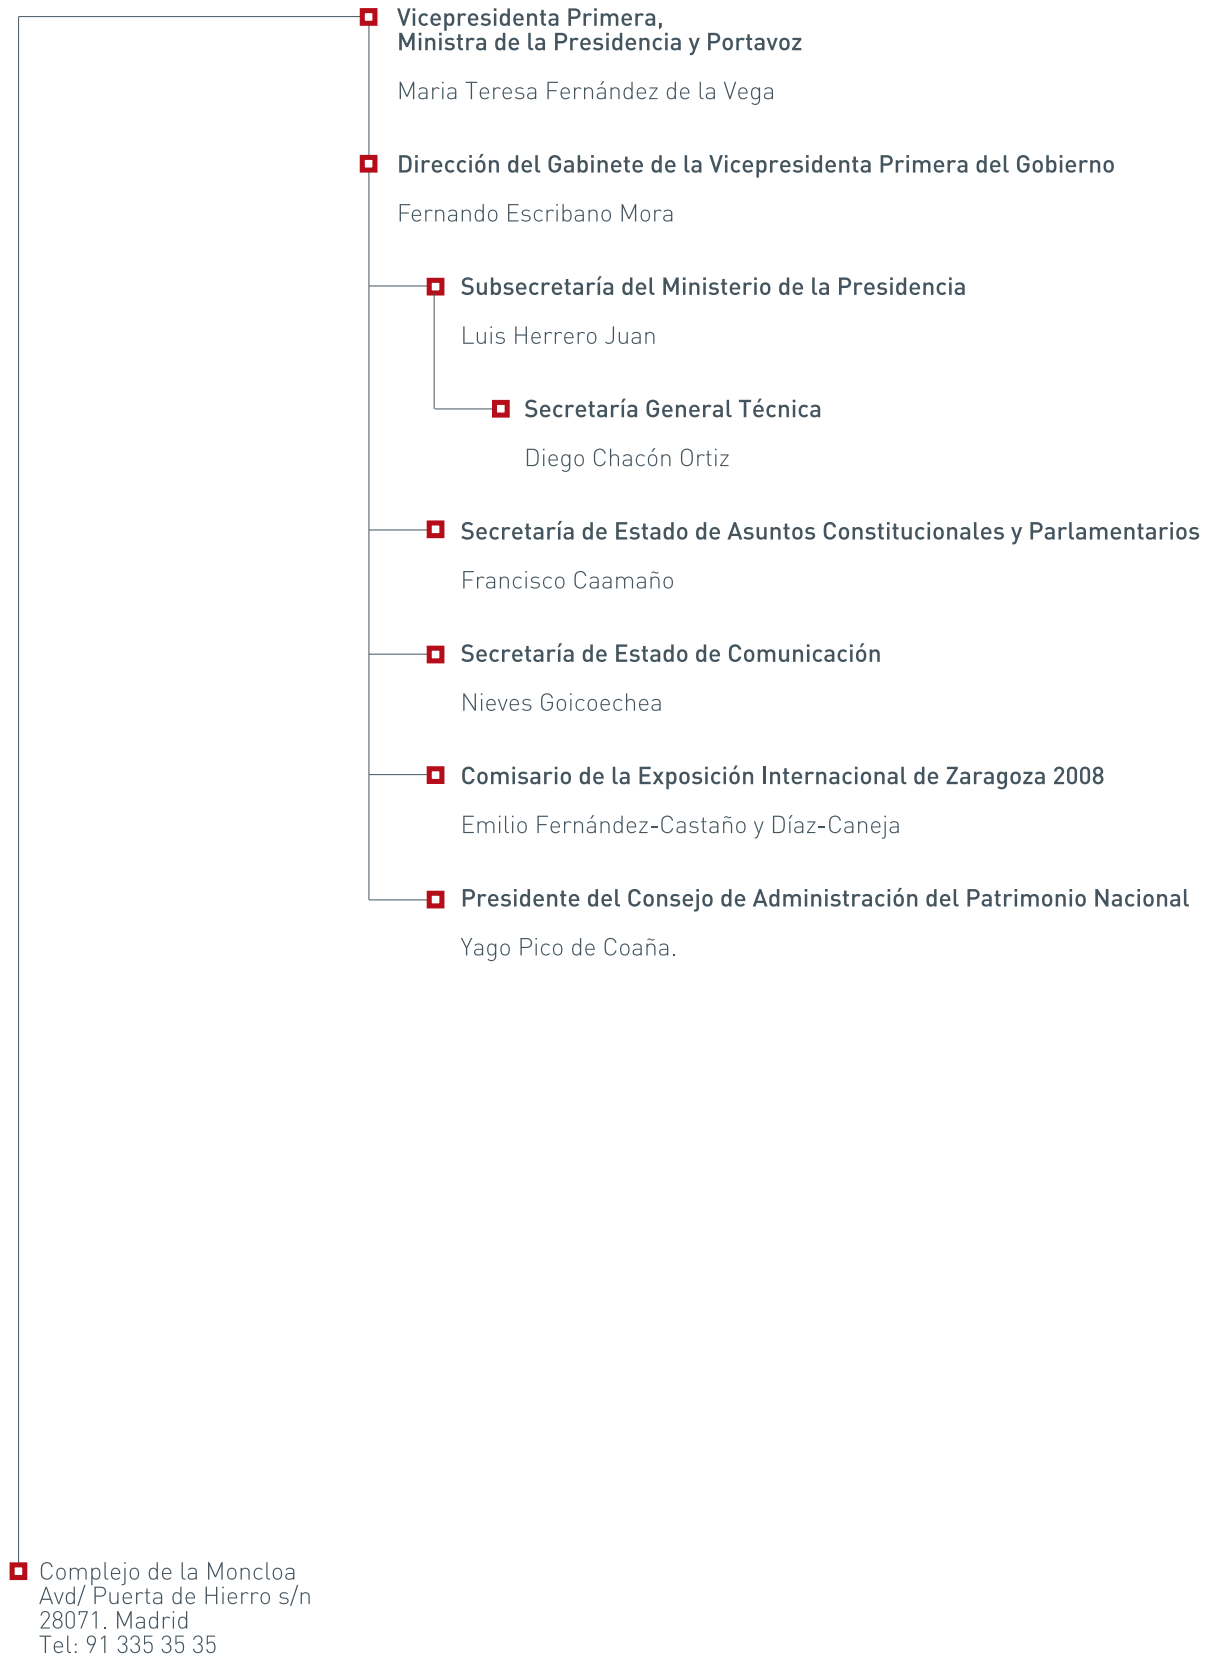 Vicepresidenta Primera,
Ministra de la Presidencia y Portavoz
Maria Teresa Fernández de la Vega
Dirección del Gabinete de la Vicepresidenta Primera del Gobierno
Fernando Escribano Mora
Subsecretaría del Ministerio de la Presidencia
Luis Herrero Juan
Secretaría General Técnica
Diego Chacón Ortiz
Secretaría de Estado de Asuntos Constitucionales y Parlamentarios
Francisco Caamaño
Secretaría de Estado de Comunicación
Nieves Goicoechea
Comisario de la Exposición Internacional de Zaragoza 2008
Emilio Fernández-Castaño y Díaz-Caneja
Presidente del Consejo de Administración del Patrimonio Nacional
Yago Pico de Coaña.
Complejo de la Moncloa
Avd/ Puerta de Hierro s/n
28071. Madrid
Tel: 91 335 35 35